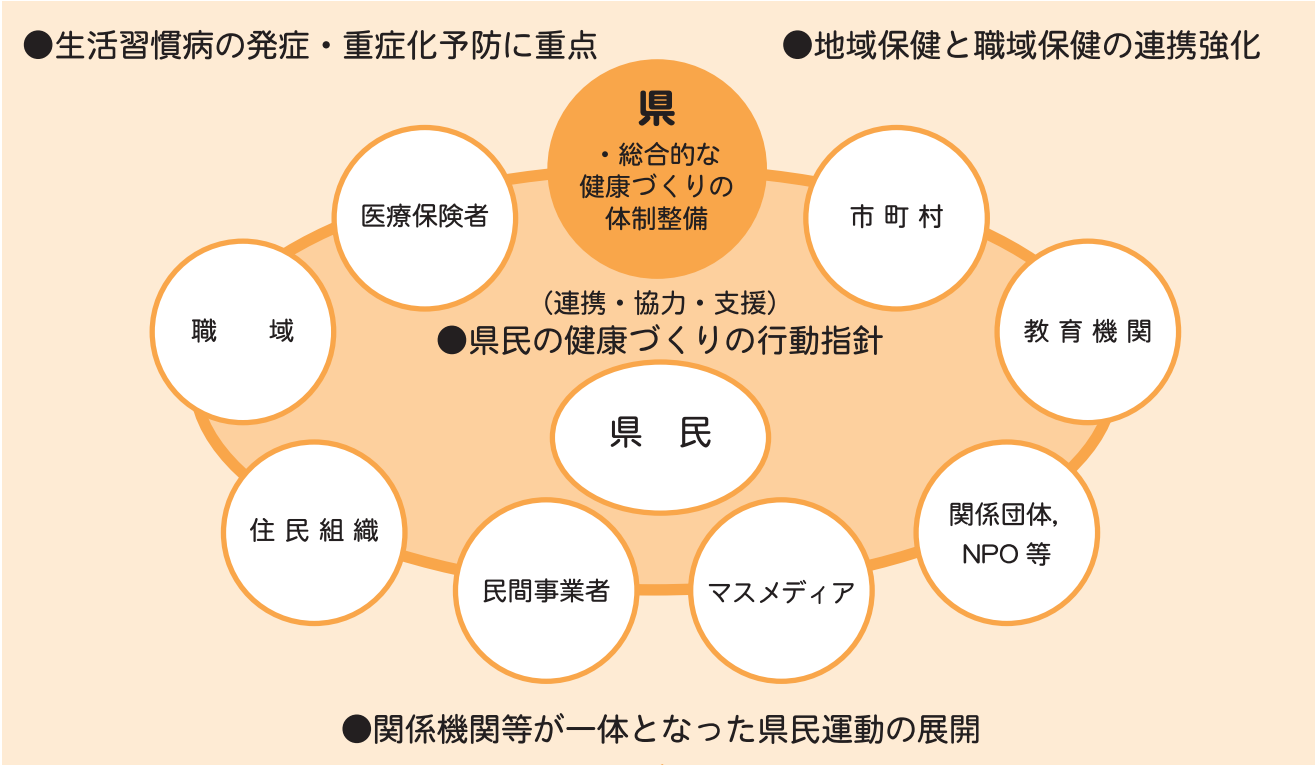 ●生活習慣病の発症・重症化予防に重点
●地域保健と職域保健の連携強化
県
・総合的な
健康づくりの
体制整備
医療保険者
市町村
職　域
教育機関
（連携・協力・支援）
●県民の健康づくりの行動指針
県　民
住民組織
関係団体,
NPO 等
民間事業者
マスメディア
●関係機関等が一体となった県民運動の展開